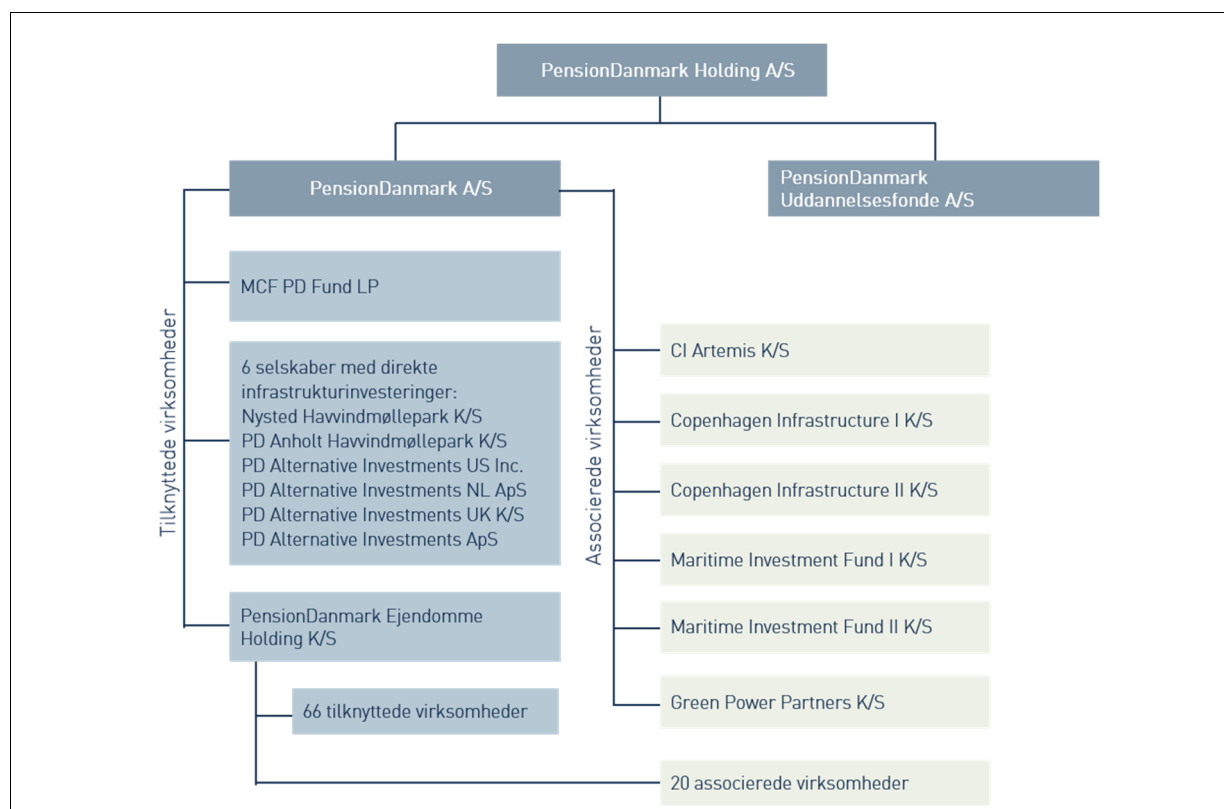 PensionDanmark Holding A/S
PensionDanmark A/S
PensionDanmark
Uddannelsesfonde A/S
Tilknyttede virksomheder
MCF PD Fund LP
6 selskaber med direkte
infrastrukturinvesteringer:
Nysted Havvindmøllepark K/S
PD Anholt Havvindmøllepark K/S
PD Alternative Investments US Inc.
PD Alternative Investments NL ApS
PD Alternative Investments UK K/S
PD Alternative Investments ApS
PensionDanmark Ejendomme
Holding K/S
66 tilknyttede virksomheder
Associerede virksomheder
CI Artemis K/S
Copenhagen Infrastructure I K/S
Copenhagen Infrastructure II K/S
Maritime Investment Fund I K/S
Maritime Investment Fund II K/S
Green Power Partners K/S
20 associerede virksomheder